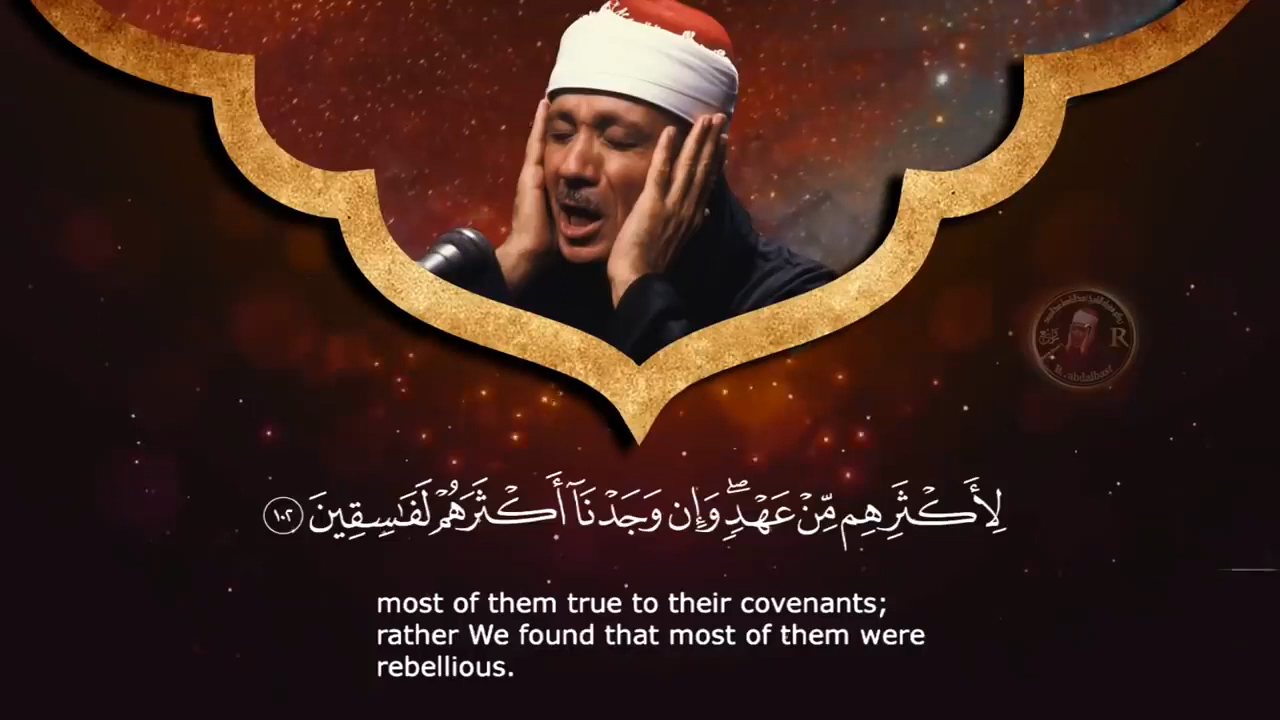 لِأَكْثَرِهِم مِّنْ عَهْدٍۖ وَإِن وَجَدْنَآ أَكْثَرَهُمْ لَفَٰسِقِينَ ١٠٢
most of them true to their covenants;
rather We found that most of them were
rebellious.
R